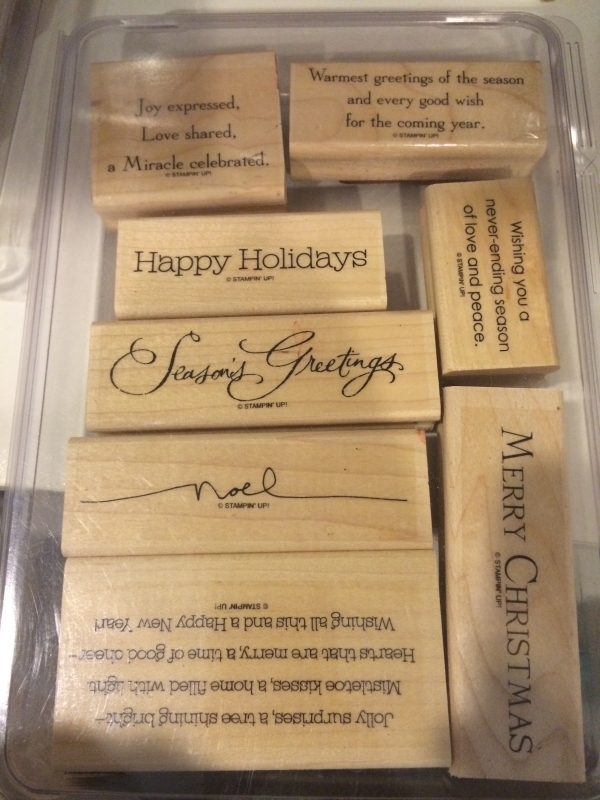 Joy expressed,
Love shared,
a Miracle celebrated.
© STAMPIN' UP!
Warmest greetings of the season
and every good wish
for the coming year.
© STAMPIN' UP!
Happy Holidays
© STAMPIN' UP!
Wishing you a
never-ending season
of love and peace.
© STAMPIN' UP!
Season's Greetings
© STAMPIN' UP!
noel
© STAMPIN' UP!
MERRY CHRISTMAS
© STAMPIN' UP!
Jolly surprises, a tree shining bright–
Mistletoe kisses, a home filled with light
Hearts that are merry, a time of good cheer–
Wishing all this and a Happy New Year!
© STAMPIN' UP!